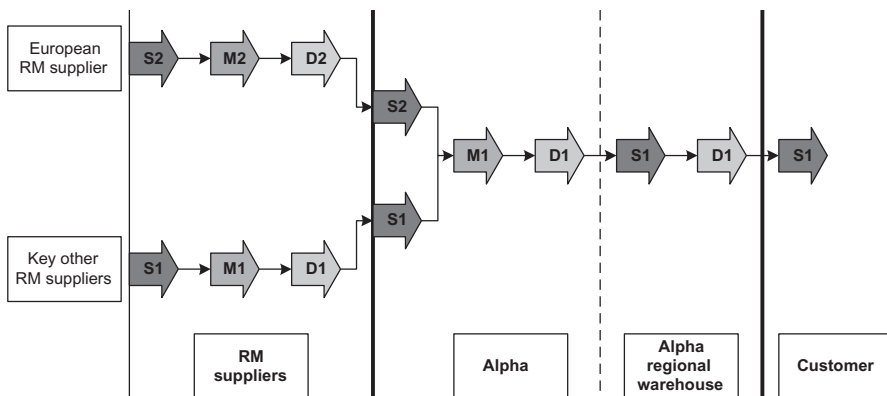 European
RM supplier
S2
M2
D2
S2
M1
D1
S1
D1
S1
S1
Key other
RM suppliers
S1
M1
D1
RM
suppliers
Alpha
Alpha
regional
warehouse
Customer